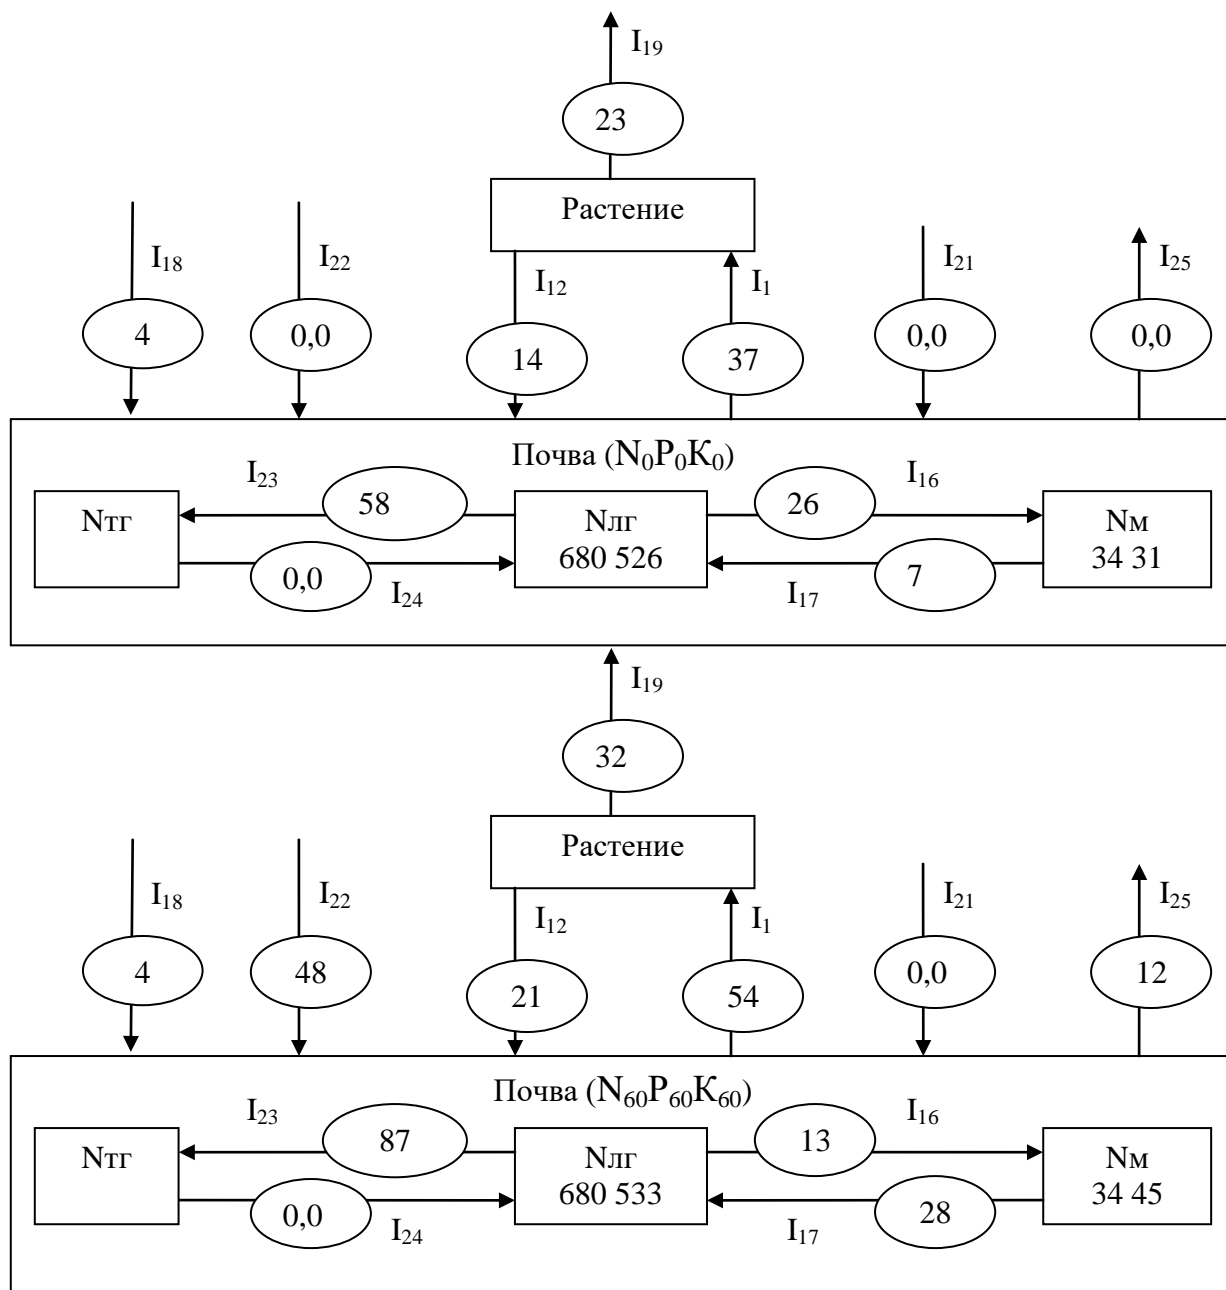 I₁₉
23
Растение
I₁₈ I₂₂ I₁₂ I₁ I₂₁ I₂₅
4 0,0 14 37 0,0 0,0
Почва (N₀P₀K₀)
I₂₃ 58 26 I₁₆
Nтг Nлг Nм
680 526 34 31
0,0 I₂₄ I₁₇ 7
I₁₉
32
Растение
I₁₈ I₂₂ I₁₂ I₁ I₂₁ I₂₅
4 48 21 54 0,0 12
Почва (N₆₀P₆₀K₆₀)
I₂₃ 87 13 I₁₆
Nтг Nлг Nм
680 533 34 45
0,0 I₂₄ I₁₇ 28